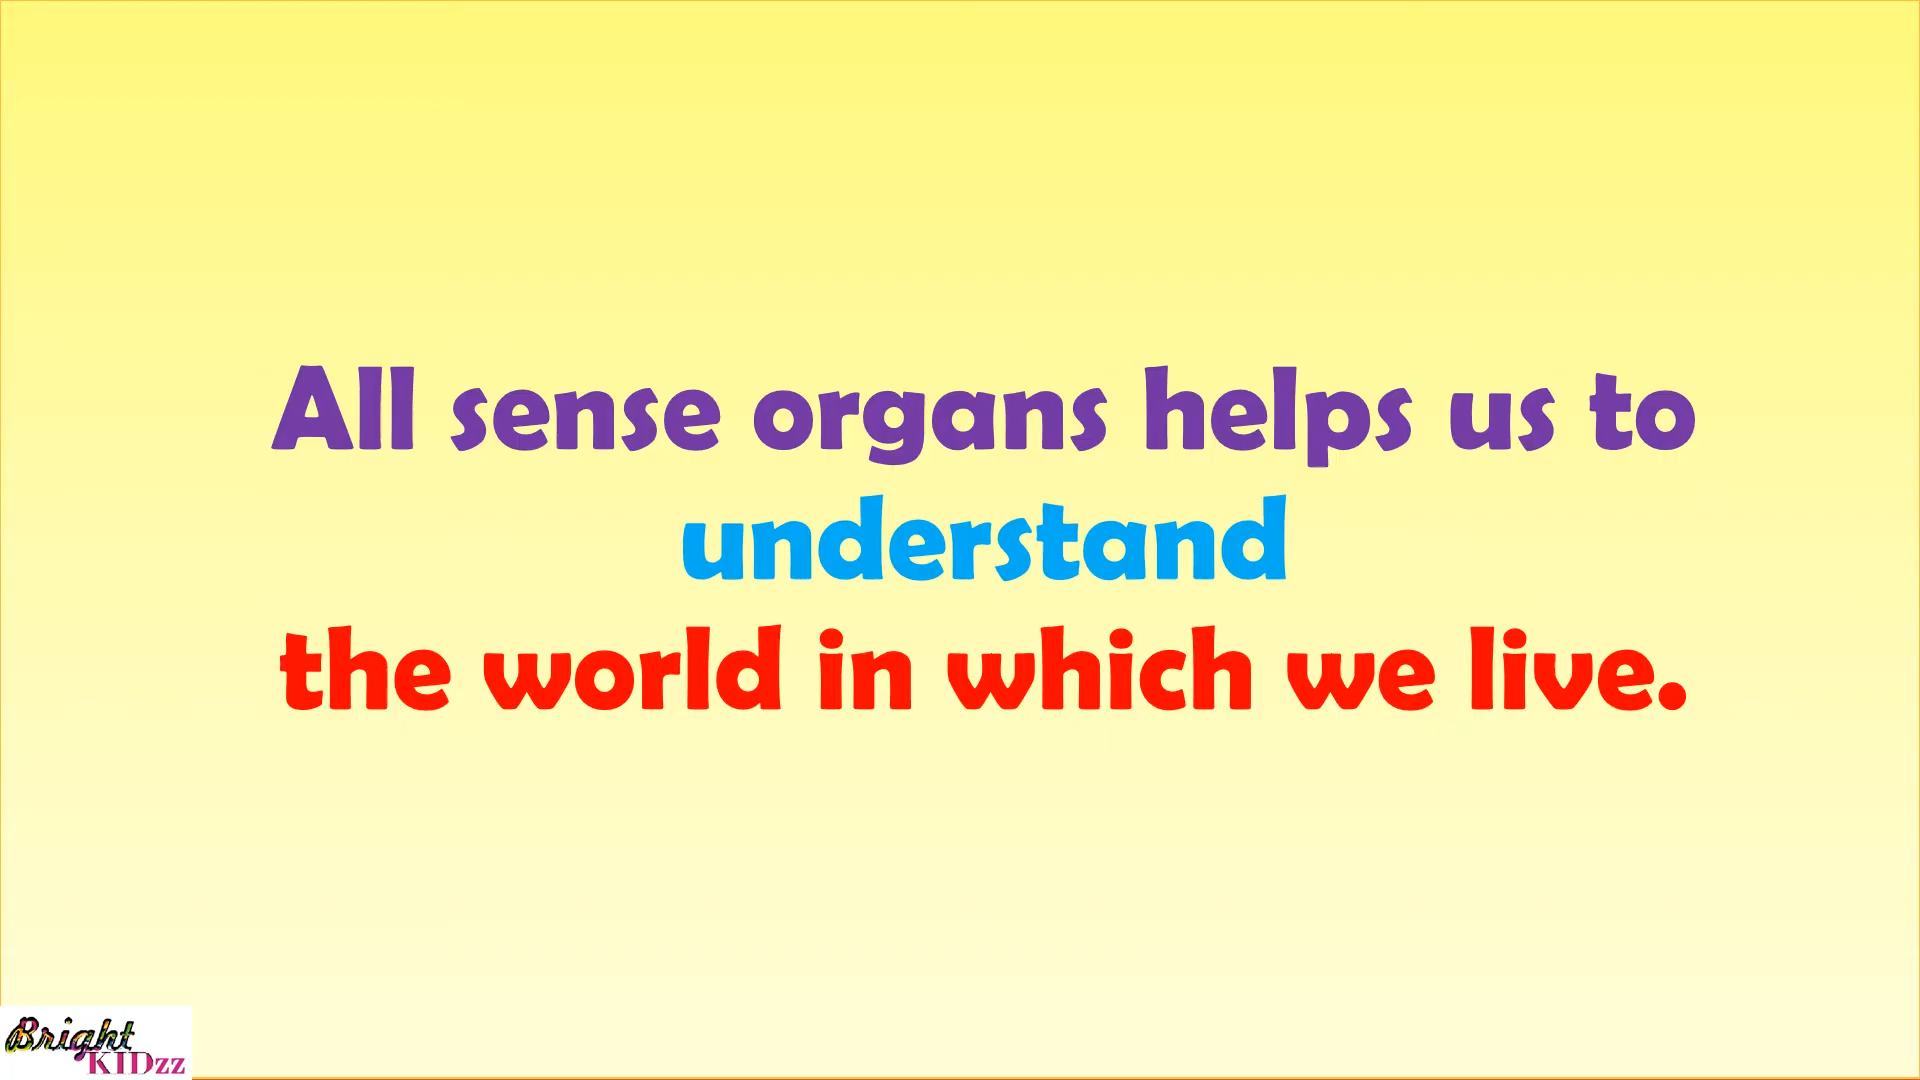 All sense organs helps us to
understand
the world in which we live.
Bright
KIDzz